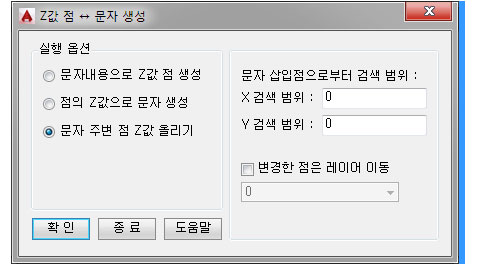 Z값 점 ↔ 문자 생성
실행 옵션
문자내용으로 Z값 점 생성
점의 Z값으로 문자 생성
문자 주변 점 Z값 올리기
문자 삽입점으로부터 검색 범위 :
X 검색 범위 : 0
Y 검색 범위 : 0
변경한 점은 레이어 이동
0
확 인
종 료
도움말